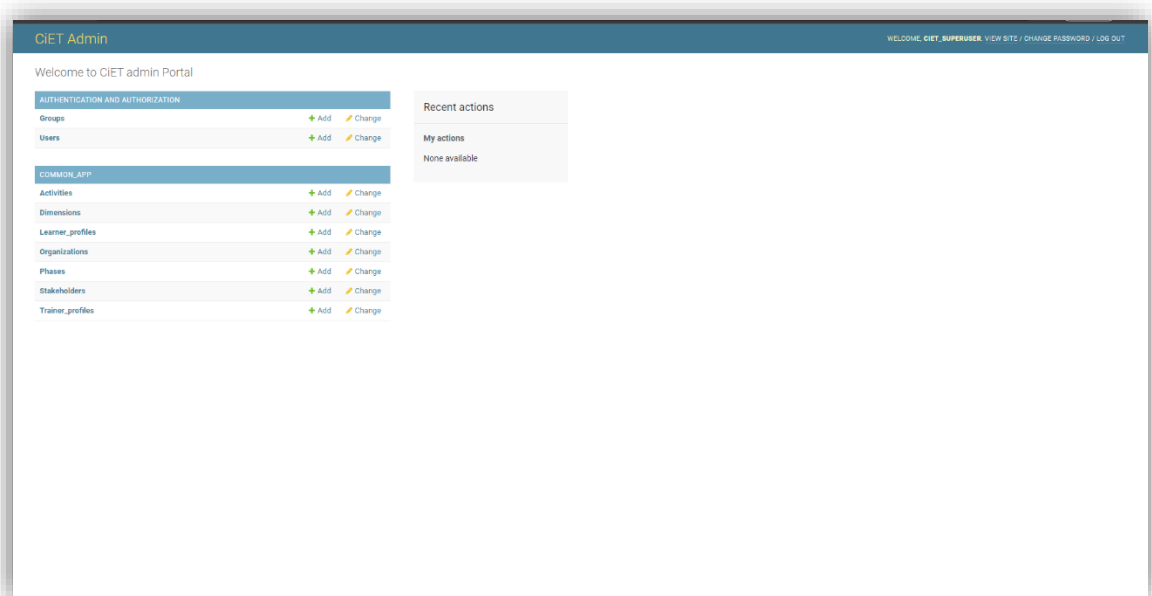 CiET Admin
WELCOME, CIET_SUPERUSER. VIEW SITE / CHANGE PASSWORD / LOG OUT
Welcome to CiET admin Portal
AUTHENTICATION AND AUTHORIZATION
Groups Add Change
Users Add Change
COMMON_APP
Activities Add Change
Dimensions Add Change
Learner_profiles Add Change
Organizations Add Change
Phases Add Change
Stakeholders Add Change
Trainer_profiles Add Change
Recent actions
My actions
None available